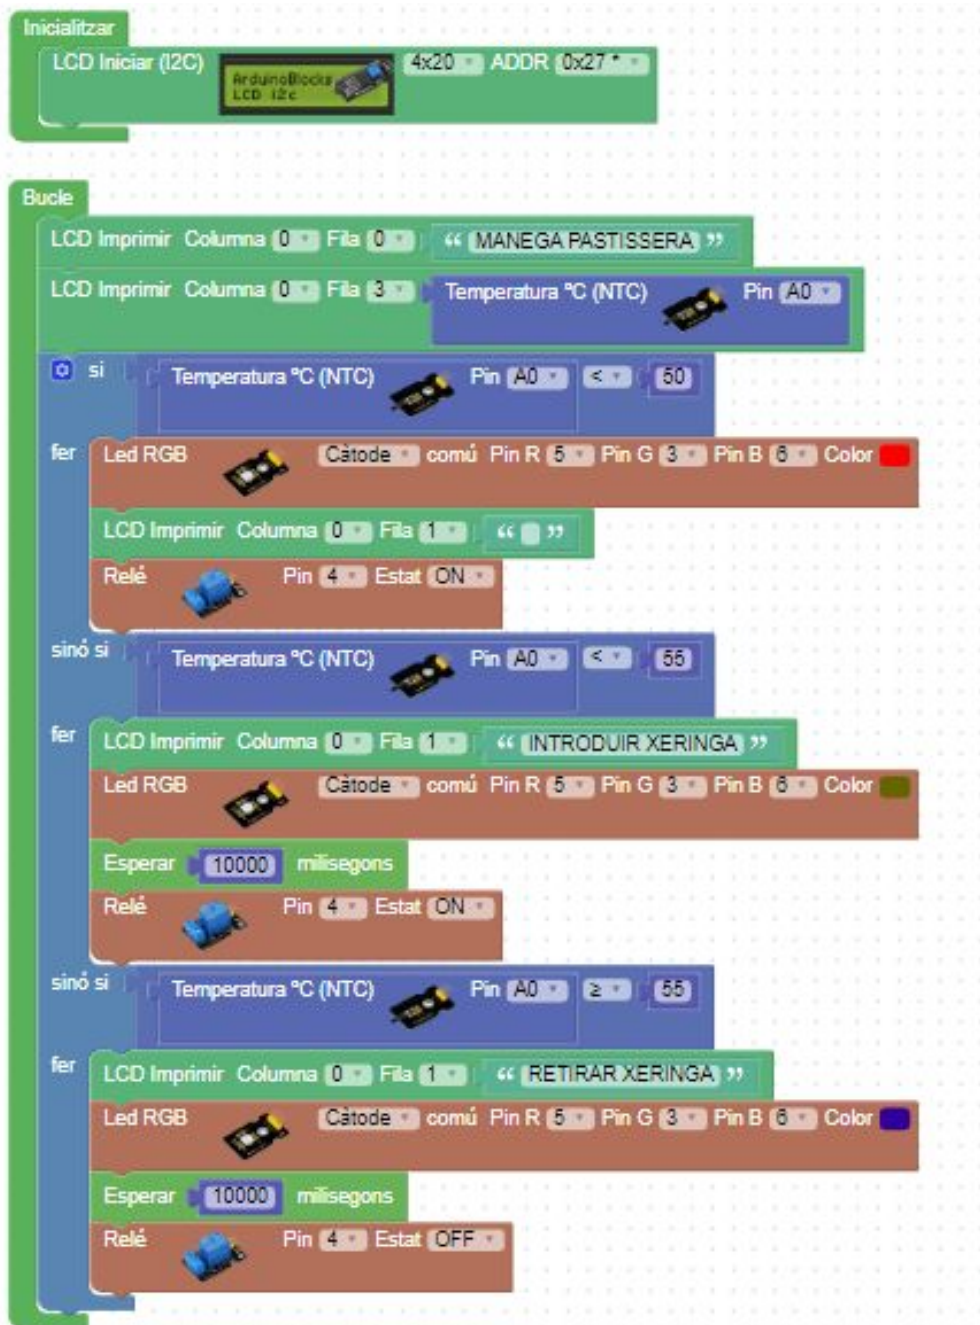 Inicialitzar
LCD Iniciar (I2C) ArduinoBlocks LCD i2c 4x20 ADDR 0x27 *
Bucle
LCD Imprimir Columna 0 Fila 0 “ MANEGA PASTISSERA ”
LCD Imprimir Columna 0 Fila 3 Temperatura ºC (NTC) Pin A0
si Temperatura ºC (NTC) Pin A0 < 50
fer Led RGB Càtode comú Pin R 5 Pin G 3 Pin B 6 Color
LCD Imprimir Columna 0 Fila 1 “ ”
Relé Pin 4 Estat ON
sinó si Temperatura ºC (NTC) Pin A0 < 55
fer LCD Imprimir Columna 0 Fila 1 “ INTRODUIR XERINGA ”
Led RGB Càtode comú Pin R 5 Pin G 3 Pin B 6 Color
Esperar 10000 milisegons
Relé Pin 4 Estat ON
sinó si Temperatura ºC (NTC) Pin A0 ≥ 55
fer LCD Imprimir Columna 0 Fila 1 “ RETIRAR XERINGA ”
Led RGB Càtode comú Pin R 5 Pin G 3 Pin B 6 Color
Esperar 10000 milisegons
Relé Pin 4 Estat OFF